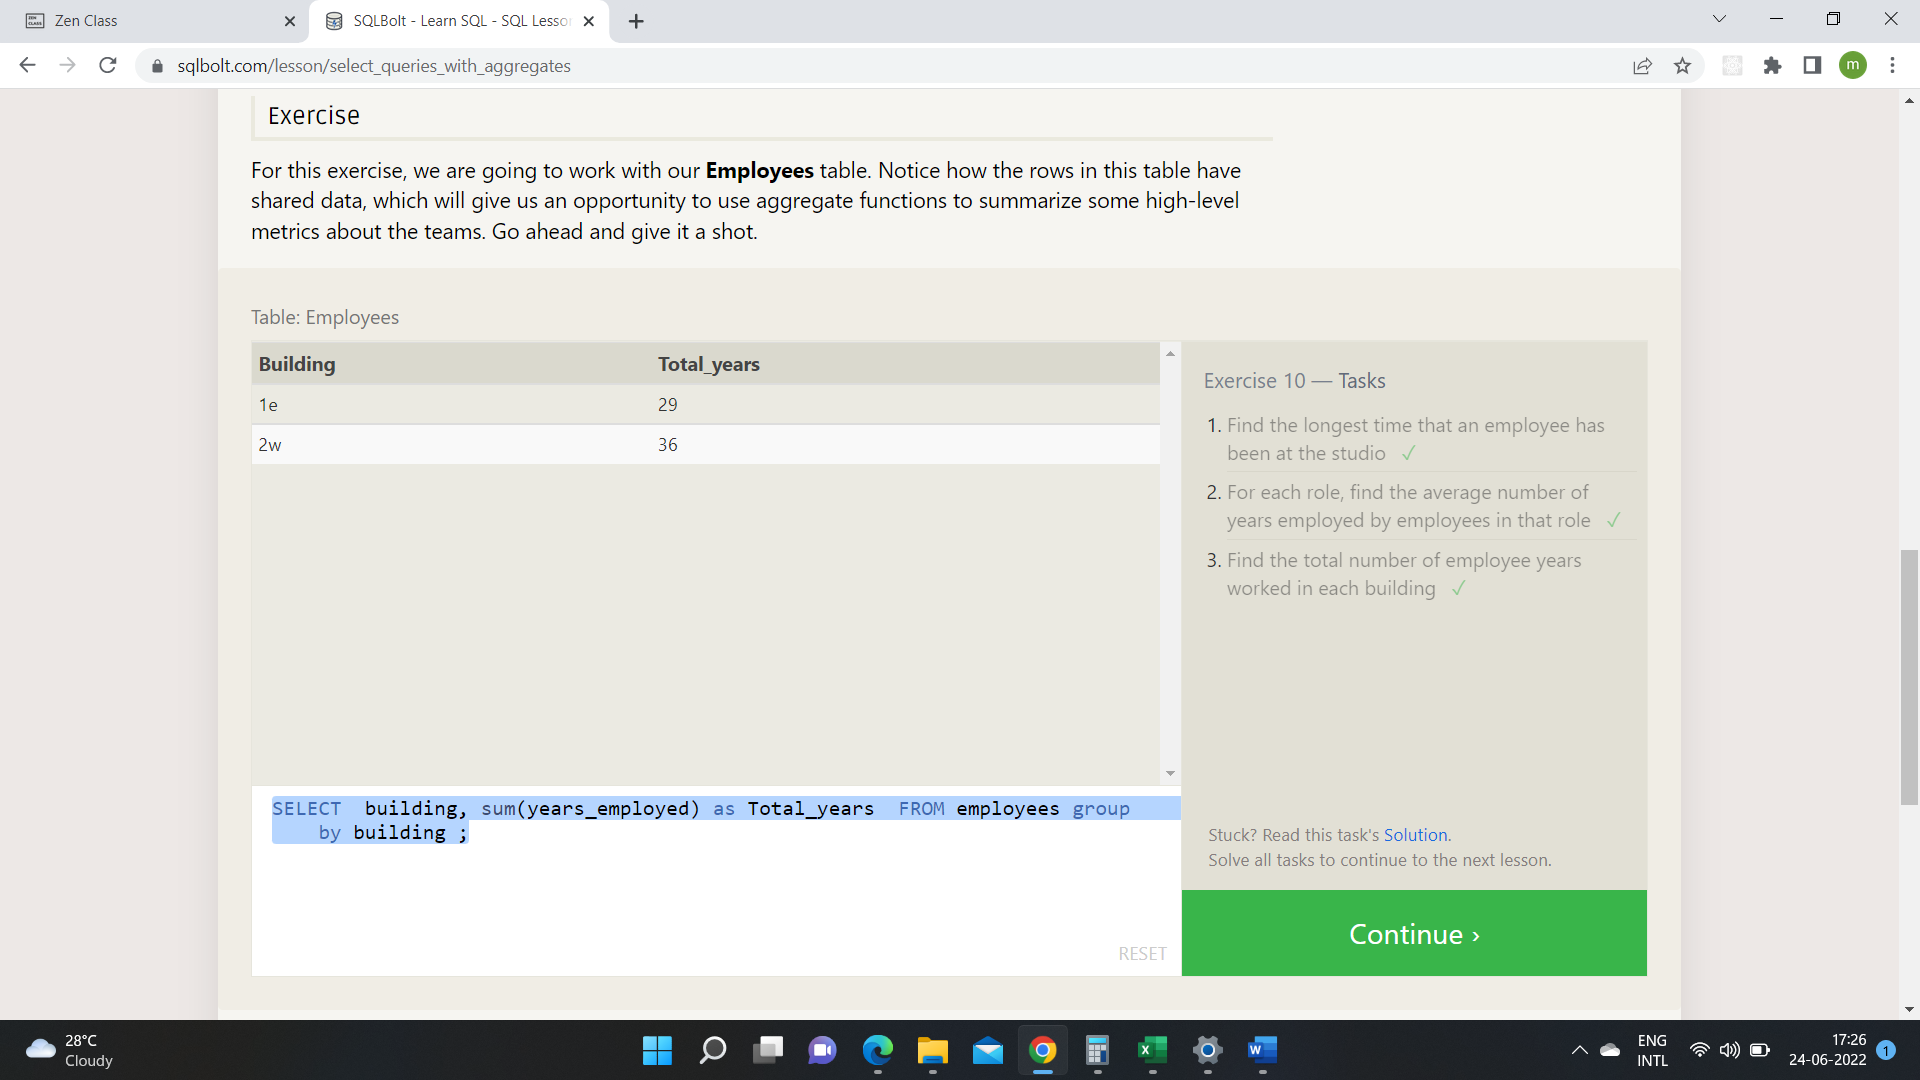 Zen Class
SQLBolt - Learn SQL - SQL Lesso
sqlbolt.com/lesson/select_queries_with_aggregates
m
Exercise
For this exercise, we are going to work with our Employees table. Notice how the rows in this table have
shared data, which will give us an opportunity to use aggregate functions to summarize some high-level
metrics about the teams. Go ahead and give it a shot.
Table: Employees
Building Total_years
1e 29
2w 36
Exercise 10 — Tasks
1. Find the longest time that an employee has
been at the studio ✓
2. For each role, find the average number of
years employed by employees in that role ✓
3. Find the total number of employee years
worked in each building ✓
SELECT  building, sum(years_employed) as Total_years  FROM employees group
by building ;
RESET
Stuck? Read this task's Solution.
Solve all tasks to continue to the next lesson.
Continue ›
28°C
Cloudy
ENG
INTL
17:26
24-06-2022
1